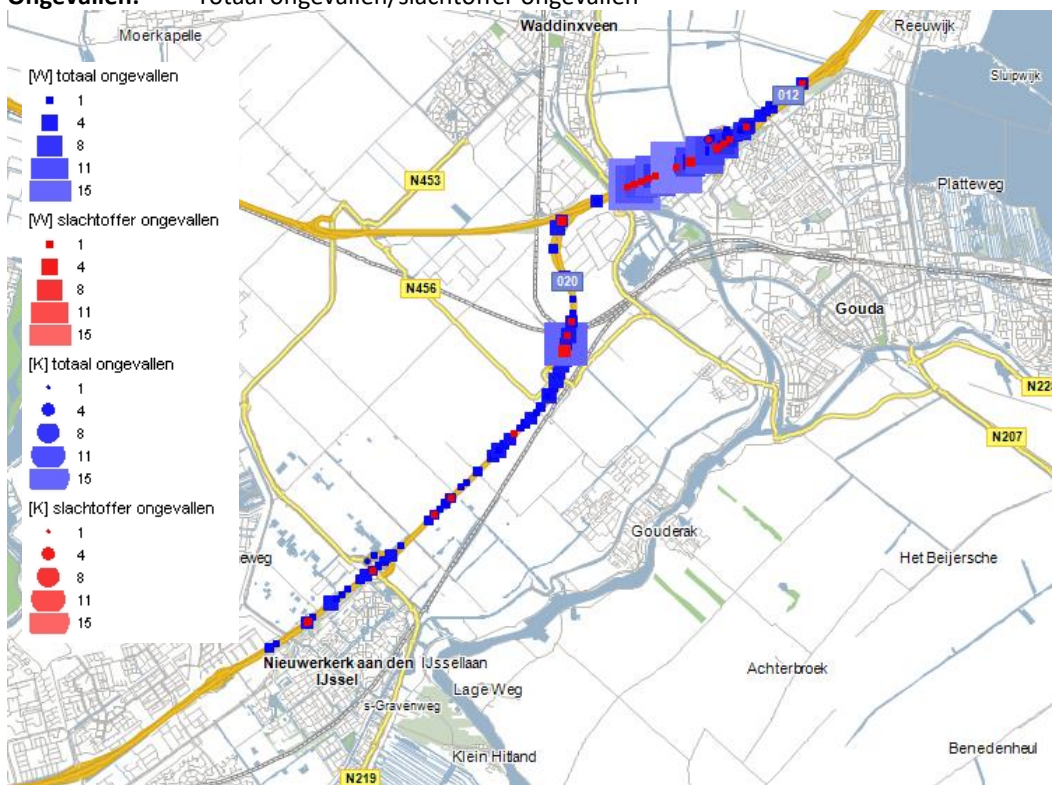 Ongevallen: Totaal ongevallen/slachtoffer ongevallen
Moerkapelle
Waddinxveen
Reeuwijk
Sluipwijk
[W] totaal ongevallen
1
4
8
11
15
[W] slachtoffer ongevallen
1
4
8
11
15
[K] totaal ongevallen
1
4
8
11
15
[K] slachtoffer ongevallen
1
4
8
11
15
012
N453
Platteweg
020
N456
Gouda
N22
N207
Gouderak
eweg
Het Beijersche
Nieuwerkerk aan den IJssel
IJssellaan
Achterbroek
Lage Weg
s-Gravenweg
Klein Hitland
Benedenheul
N219